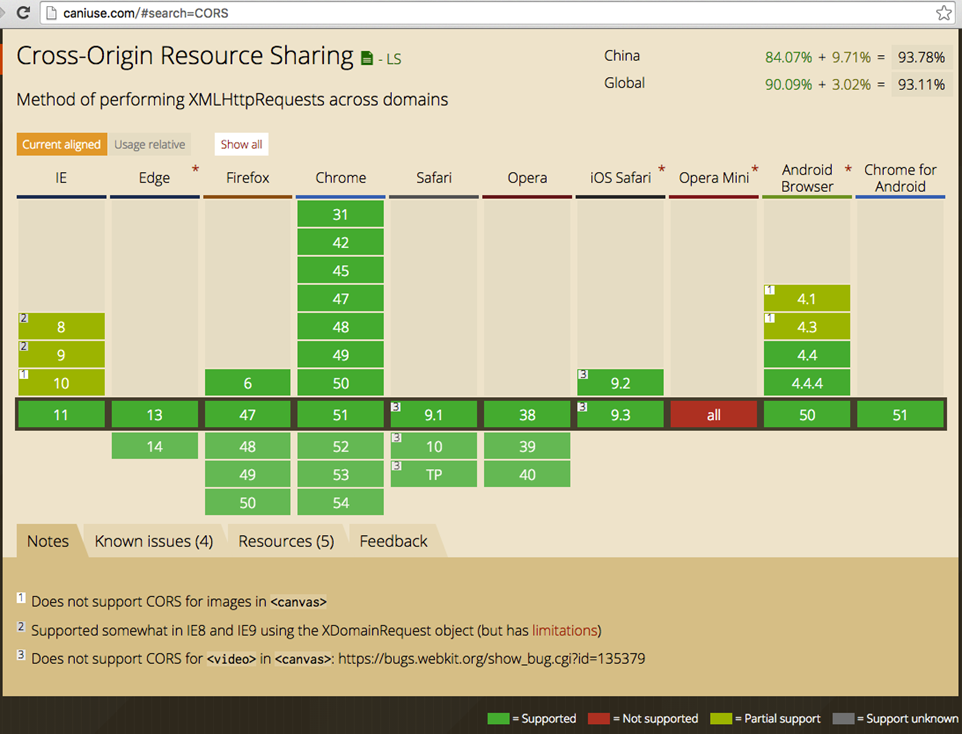 caniuse.com/#search=CORS
Cross-Origin Resource Sharing - LS
China 84.07% + 9.71% = 93.78%
Global 90.09% + 3.02% = 93.11%
Method of performing XMLHttpRequests across domains
Current aligned Usage relative Show all
IE Edge * Firefox Chrome Safari Opera iOS Safari * Opera Mini * Android Browser * Chrome for Android
31
42
45
47 1 4.1
2 8 48 1 4.3
2 9 49 4.4
1 10 6 50 3 9.2 4.4.4
11 13 47 51 3 9.1 38 3 9.3 all 50 51
14 48 52 3 10 39
49 53 3 TP 40
50 54
Notes Known issues (4) Resources (5) Feedback
1 Does not support CORS for images in <canvas>
2 Supported somewhat in IE8 and IE9 using the XDomainRequest object (but has limitations)
3 Does not support CORS for <video> in <canvas>: https://bugs.webkit.org/show_bug.cgi?id=135379
= Supported = Not supported = Partial support = Support unknown